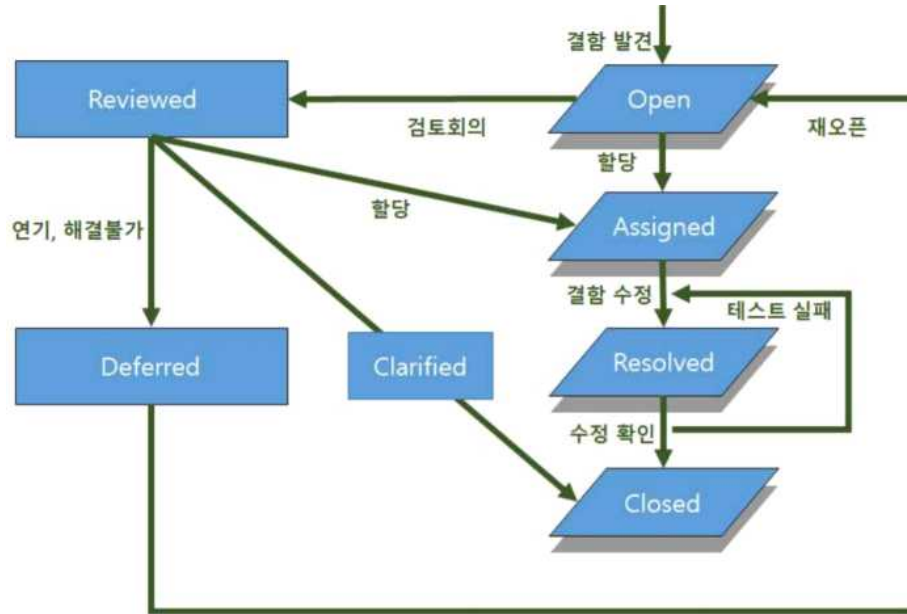 결함 발견
Reviewed
Open
검토회의
재오픈
할당
할당
Assigned
연기, 해결불가
결함 수정
테스트 실패
Deferred
Clarified
Resolved
수정 확인
Closed